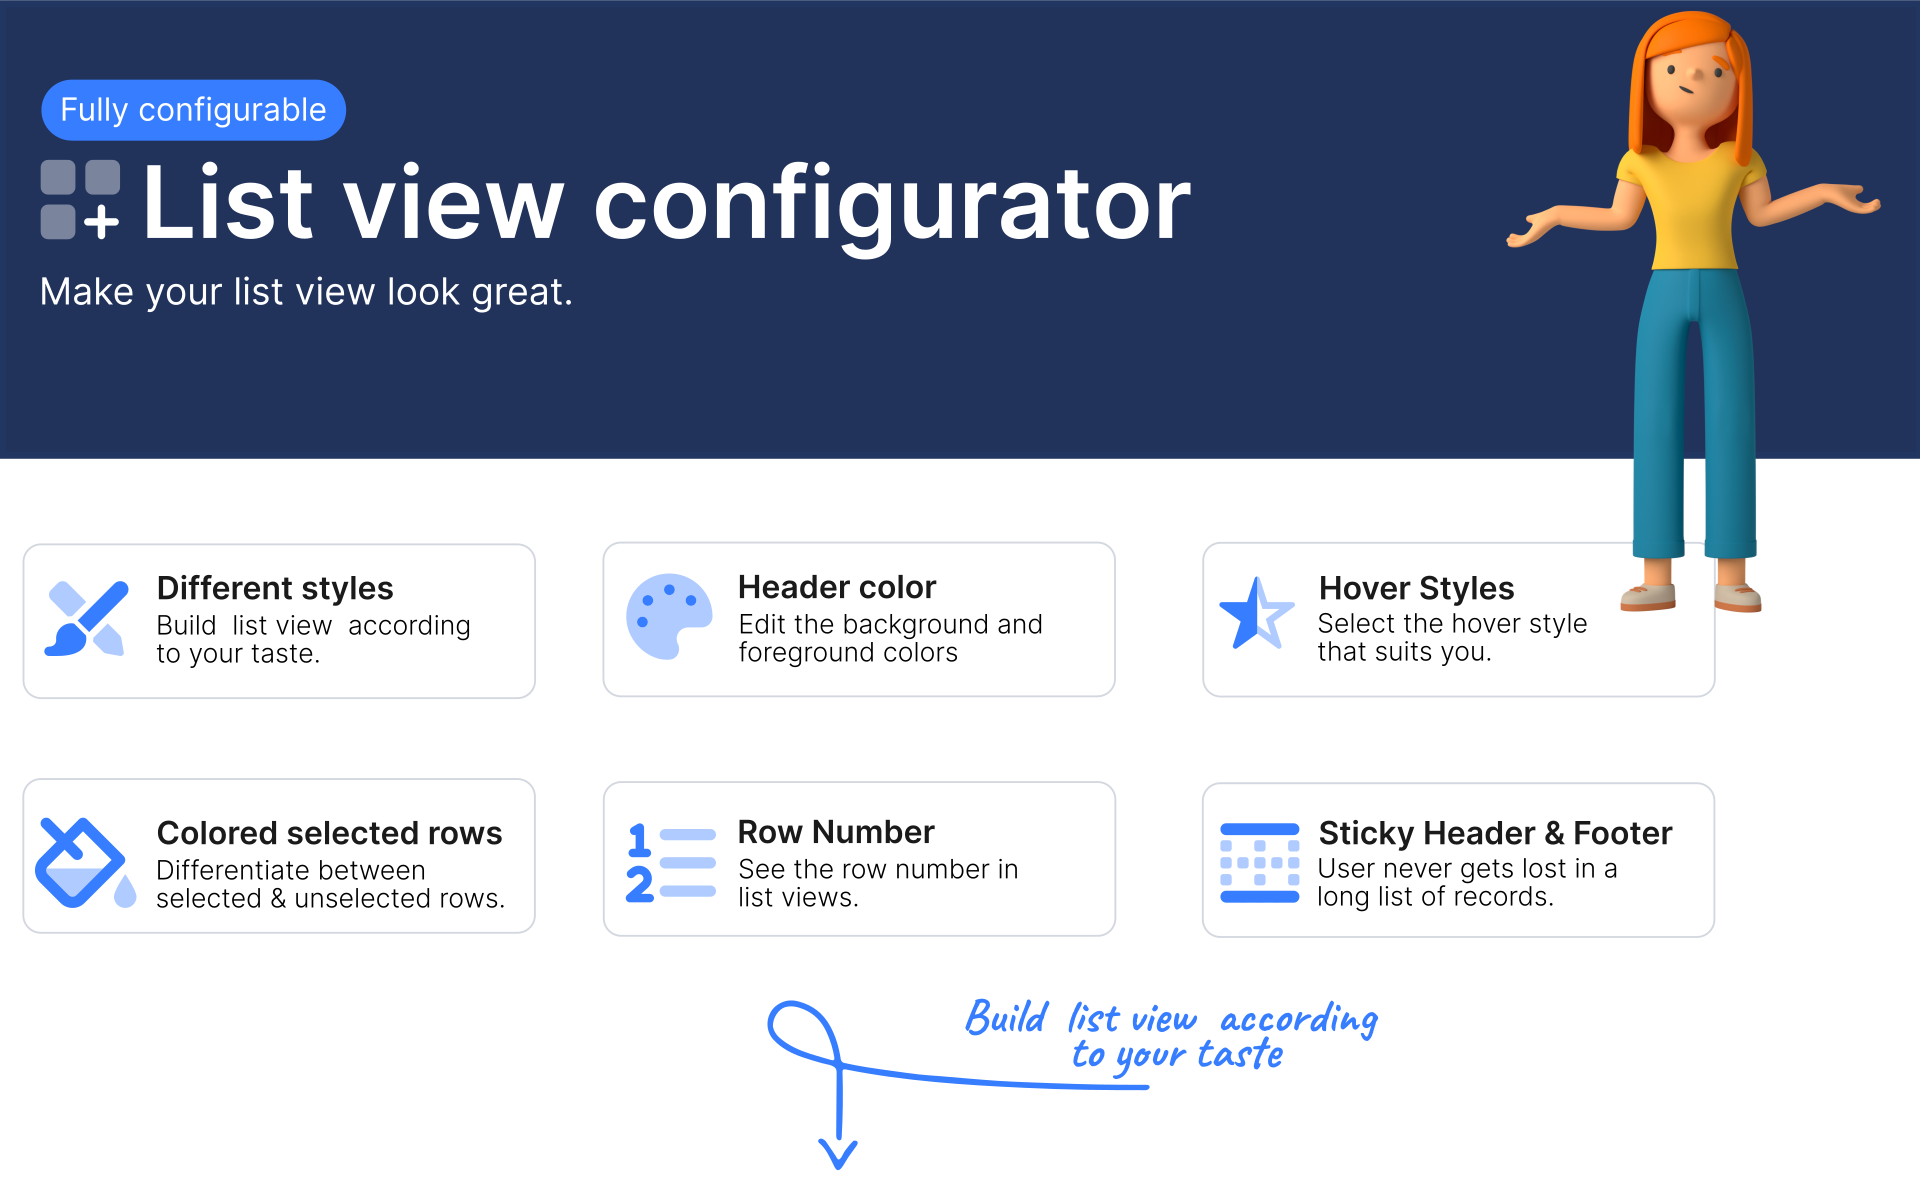 Fully configurable
List view configurator
Make your list view look great.
Different styles
Build list view according
to your taste.
Header color
Edit the background and
foreground colors
Hover Styles
Select the hover style
that suits you.
Colored selected rows
Differentiate between
selected & unselected rows.
1
2
Row Number
See the row number in
list views.
Sticky Header & Footer
User never gets lost in a
long list of records.
Build list view according
to your taste